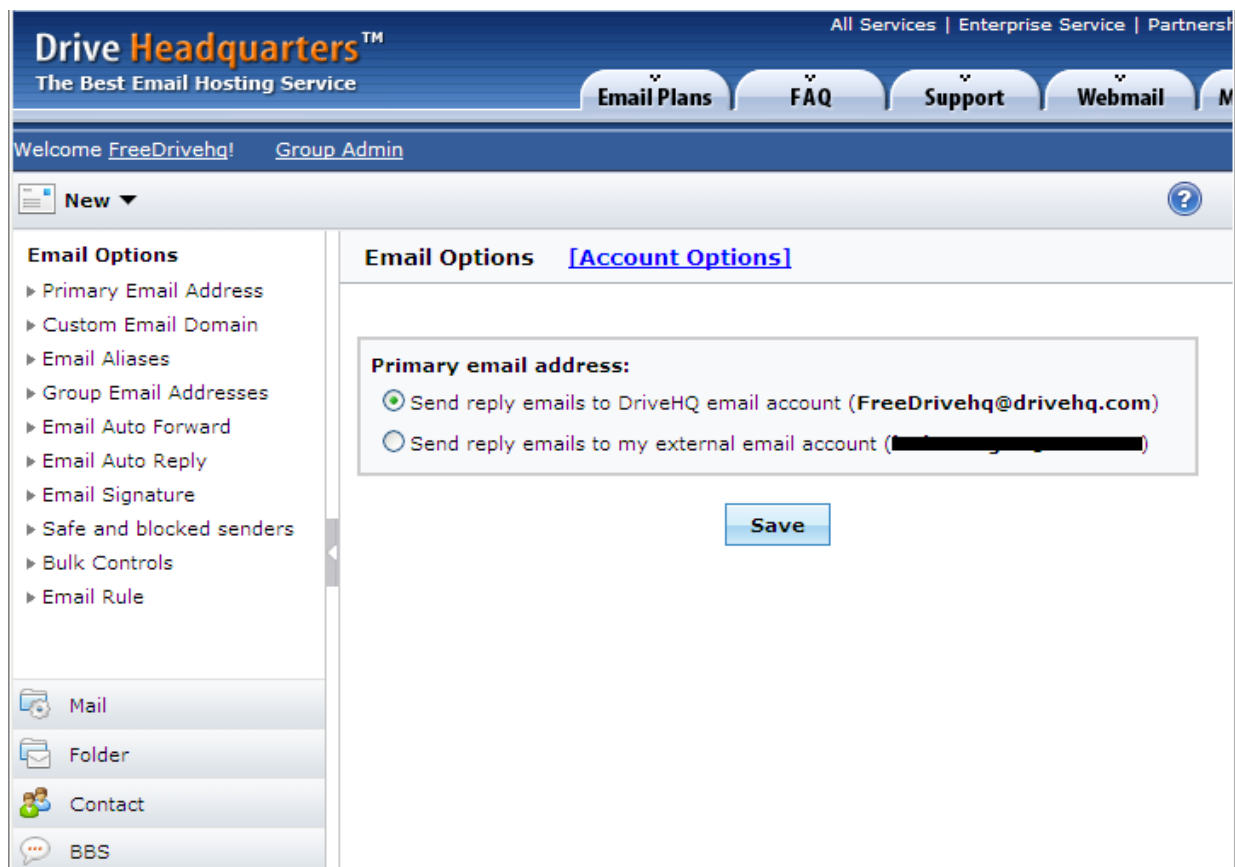 All Services | Enterprise Service | Partnersh
Drive Headquarters™
The Best Email Hosting Service
Email Plans FAQ Support Webmail M
Welcome FreeDrivehq! Group Admin
New
Email Options
Primary Email Address
Custom Email Domain
Email Aliases
Group Email Addresses
Email Auto Forward
Email Auto Reply
Email Signature
Safe and blocked senders
Bulk Controls
Email Rule
Mail
Folder
Contact
BBS
Email Options [Account Options]
Primary email address:
Send reply emails to DriveHQ email account (FreeDrivehq@drivehq.com)
Send reply emails to my external email account ( )
Save